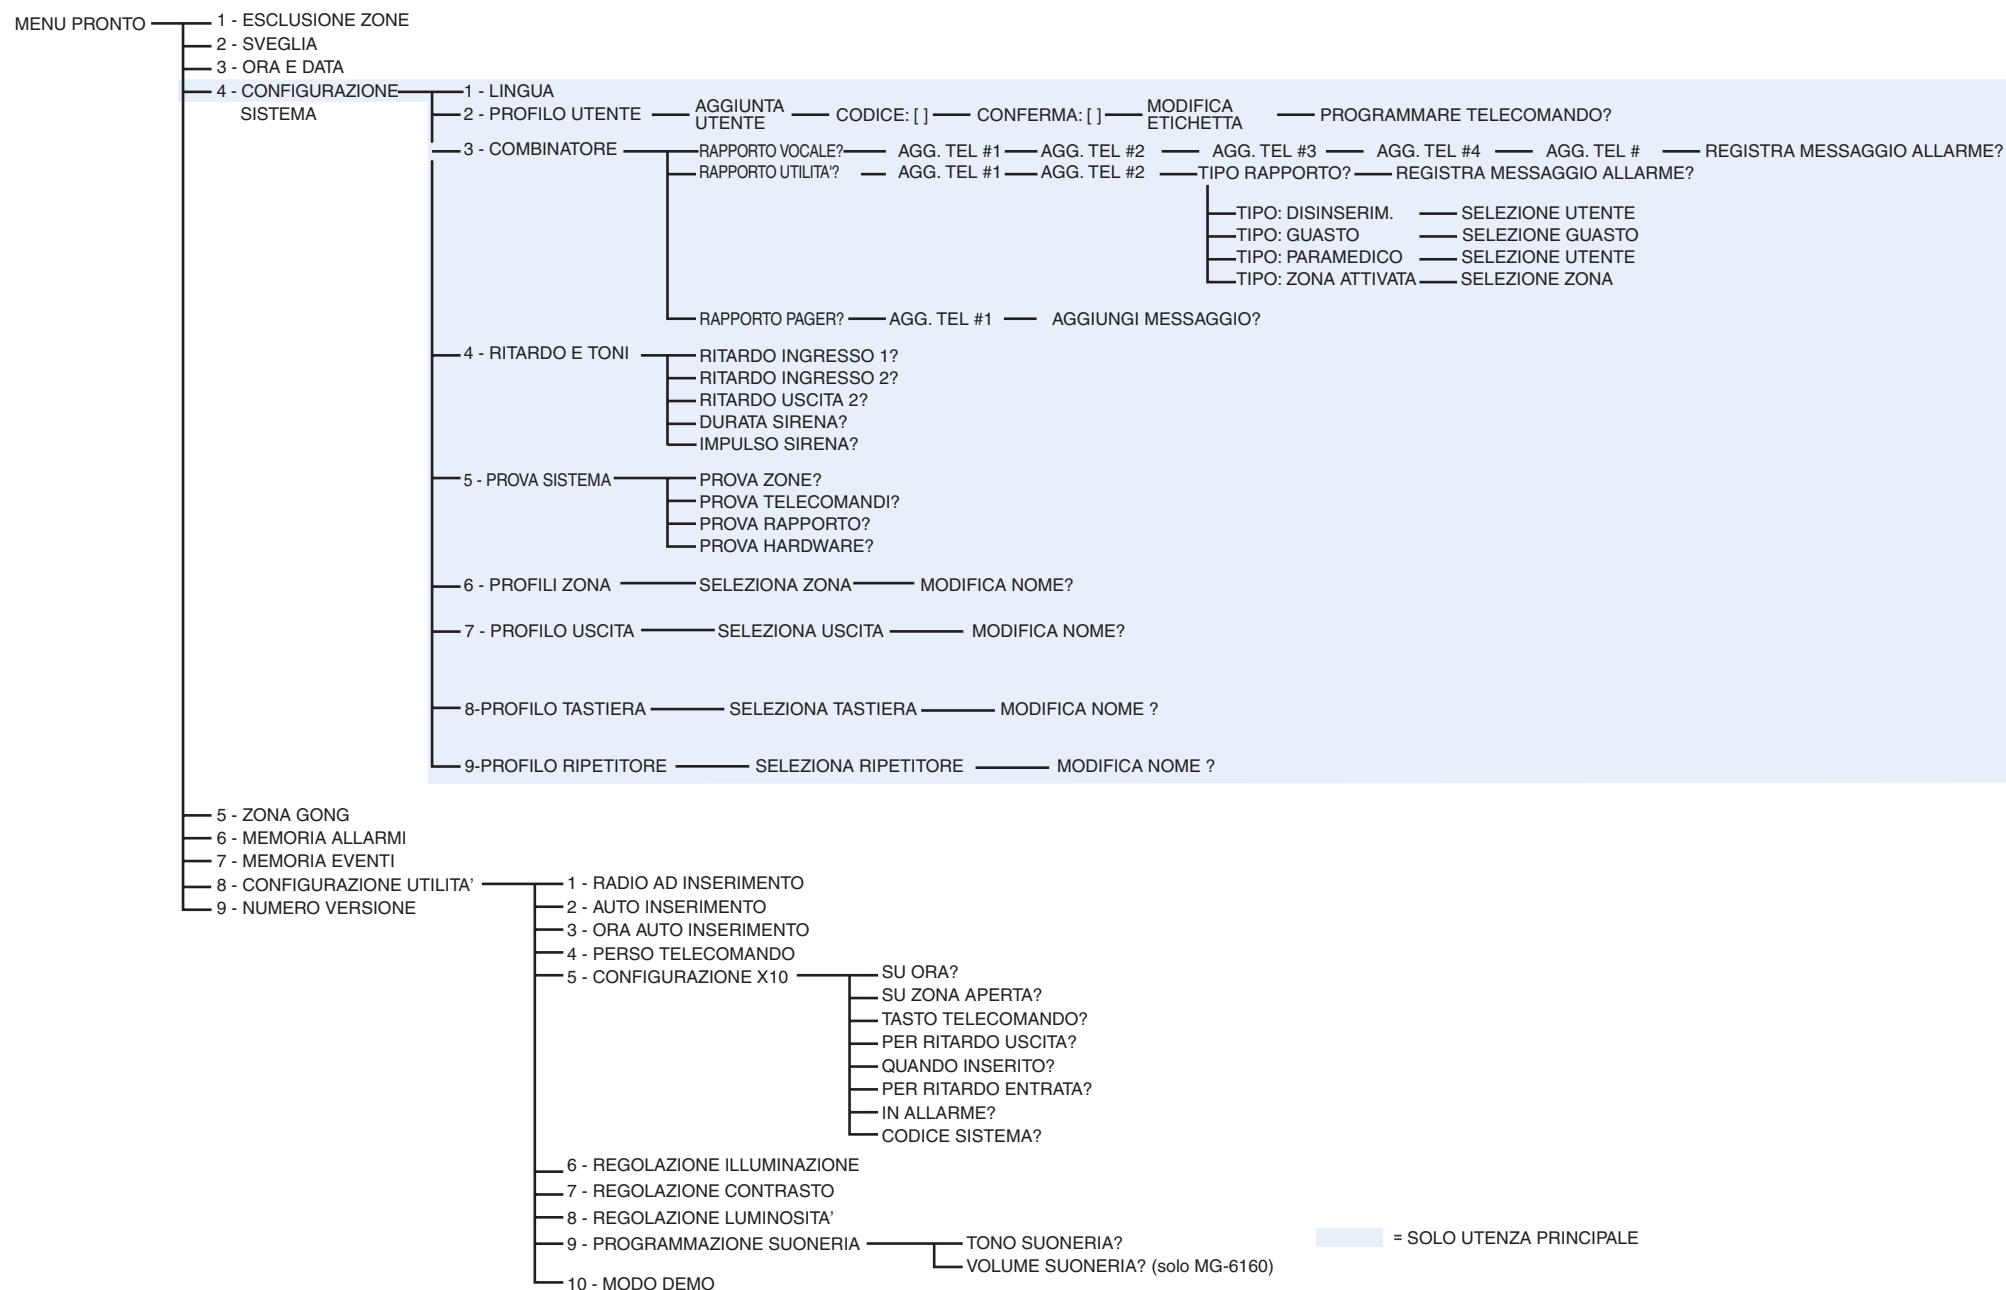 MENU PRONTO
1 - ESCLUSIONE ZONE
2 - SVEGLIA
3 - ORA E DATA
4 - CONFIGURAZIONE
SISTEMA
1 - LINGUA
2 - PROFILO UTENTE
AGGIUNTA
UTENTE
CODICE: [ ]
CONFERMA: [ ]
MODIFICA
ETICHETTA
PROGRAMMARE TELECOMANDO?
3 - COMBINATORE
RAPPORTO VOCALE?
AGG. TEL #1
AGG. TEL #2
AGG. TEL #3
AGG. TEL #4
AGG. TEL #
REGISTRA MESSAGGIO ALLARME?
RAPPORTO UTILITA'?
AGG. TEL #1
AGG. TEL #2
TIPO RAPPORTO?
REGISTRA MESSAGGIO ALLARME?
TIPO: DISINSERIM.
SELEZIONE UTENTE
TIPO: GUASTO
SELEZIONE GUASTO
TIPO: PARAMEDICO
SELEZIONE UTENTE
TIPO: ZONA ATTIVATA
SELEZIONE ZONA
RAPPORTO PAGER?
AGG. TEL #1
AGGIUNGI MESSAGGIO?
4 - RITARDO E TONI
RITARDO INGRESSO 1?
RITARDO INGRESSO 2?
RITARDO USCITA 2?
DURATA SIRENA?
IMPULSO SIRENA?
5 - PROVA SISTEMA
PROVA ZONE?
PROVA TELECOMANDI?
PROVA RAPPORTO?
PROVA HARDWARE?
6 - PROFILI ZONA
SELEZIONA ZONA
MODIFICA NOME?
7 - PROFILO USCITA
SELEZIONA USCITA
MODIFICA NOME?
8-PROFILO TASTIERA
SELEZIONA TASTIERA
MODIFICA NOME ?
9-PROFILO RIPETITORE
SELEZIONA RIPETITORE
MODIFICA NOME ?
5 - ZONA GONG
6 - MEMORIA ALLARMI
7 - MEMORIA EVENTI
8 - CONFIGURAZIONE UTILITA’
9 - NUMERO VERSIONE
1 - RADIO AD INSERIMENTO
2 - AUTO INSERIMENTO
3 - ORA AUTO INSERIMENTO
4 - PERSO TELECOMANDO
5 - CONFIGURAZIONE X10
SU ORA?
SU ZONA APERTA?
TASTO TELECOMANDO?
PER RITARDO USCITA?
QUANDO INSERITO?
PER RITARDO ENTRATA?
IN ALLARME?
CODICE SISTEMA?
6 - REGOLAZIONE ILLUMINAZIONE
7 - REGOLAZIONE CONTRASTO
8 - REGOLAZIONE LUMINOSITA’
9 - PROGRAMMAZIONE SUONERIA
TONO SUONERIA?
VOLUME SUONERIA? (solo MG-6160)
10 - MODO DEMO
= SOLO UTENZA PRINCIPALE